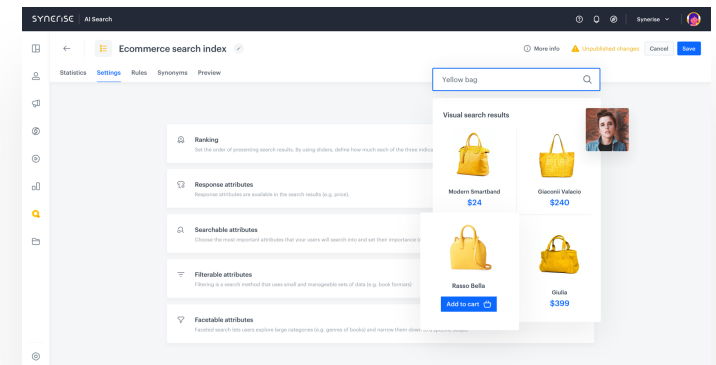 synerise AI Search
Synerise
Ecommerce search index
More info
Unpublished changes
Cancel
Save
Statistics Settings Rules Synonyms Preview
Yellow bag
Visual search results
Modern Smartband
$24
Giaconii Valacio
$240
Rasso Bella
Add to cart
Giulia
$399
Ranking
Set the order of presenting search results. By using sliders, define how much each of the three indica
Response attributes
Response attributes are available in the search results (e.g. price).
Searchable attributes
Choose the most important attributes that your users will search into and set their importance
Filterable attributes
Filtering is a search method that uses small and manageable sets of data (e.g. book formats)
Facetable attributes
Faceted search lets users explore large categories (e.g. genres of books) and narrow them down